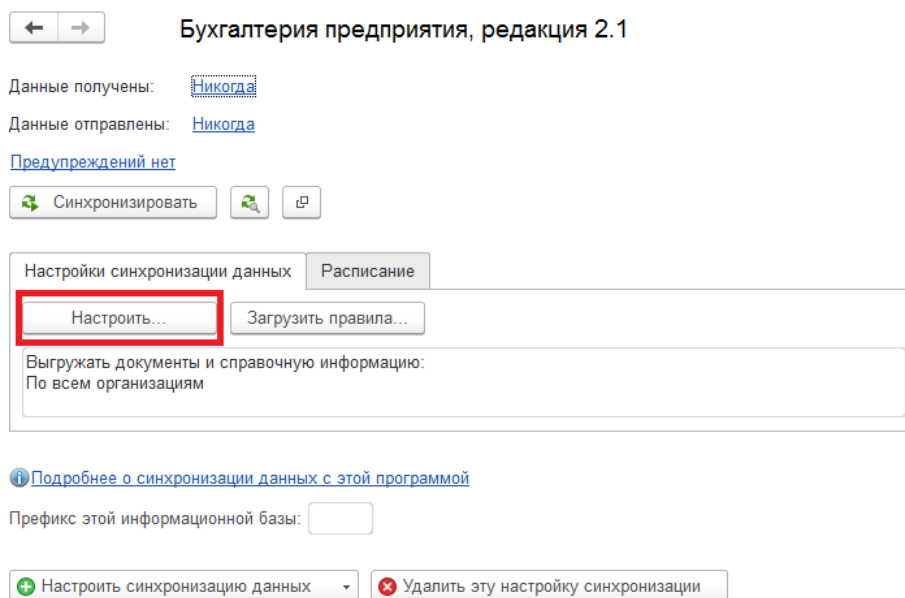 Бухгалтерия предприятия, редакция 2.1
Данные получены: Никогда
Данные отправлены: Никогда
Предупреждений нет
Синхронизировать
Настройки синхронизации данных Расписание
Настроить... Загрузить правила...
Выгружать документы и справочную информацию:
По всем организациям
Подробнее о синхронизации данных с этой программой
Префикс этой информационной базы:
Настроить синхронизацию данных Удалить эту настройку синхронизации